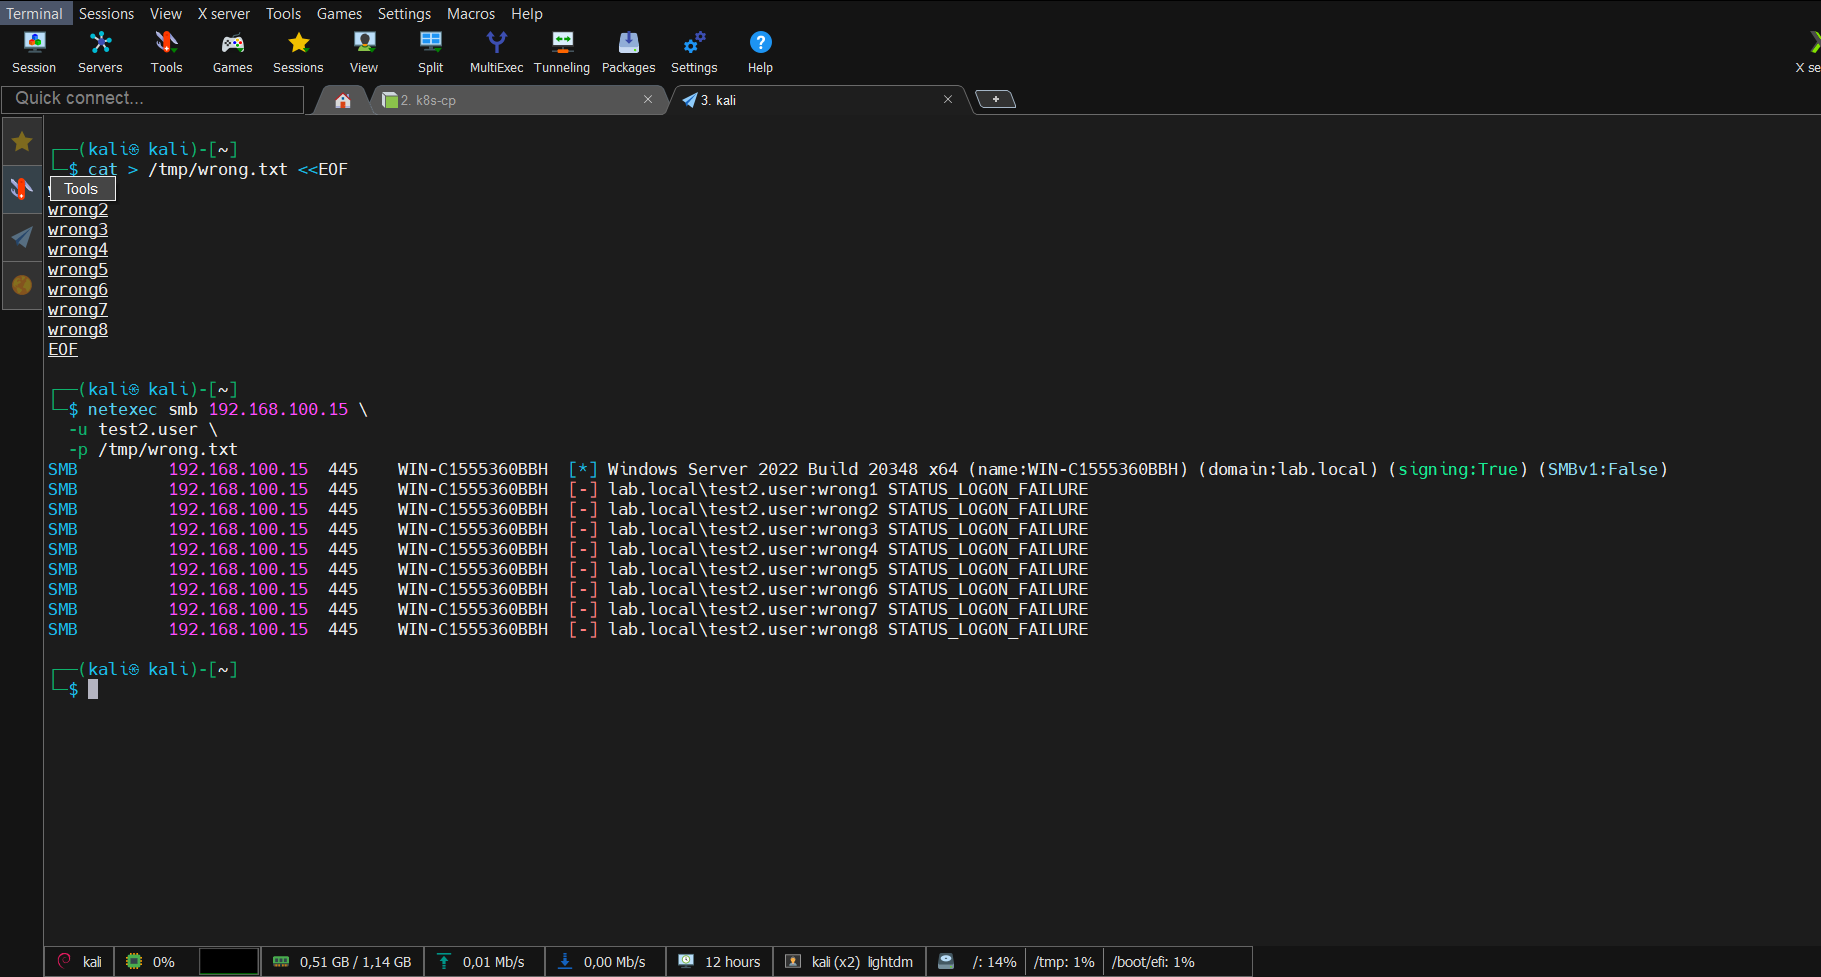 Terminal Sessions View X server Tools Games Settings Macros Help
Session Servers Tools Games Sessions View Split MultiExec Tunneling Packages Settings Help X se
Quick connect... 2. k8s-cp 3. kali
(kali㉿ kali)-[~]
$ cat > /tmp/wrong.txt <<EOF
Tools
wrong2
wrong3
wrong4
wrong5
wrong6
wrong7
wrong8
EOF
(kali㉿ kali)-[~]
$ netexec smb 192.168.100.15 \
-u test2.user \
-p /tmp/wrong.txt
SMB 192.168.100.15 445 WIN-C1555360BBH [*] Windows Server 2022 Build 20348 x64 (name:WIN-C1555360BBH) (domain:lab.local) (signing:True) (SMBv1:False)
SMB 192.168.100.15 445 WIN-C1555360BBH [-] lab.local\test2.user:wrong1 STATUS_LOGON_FAILURE
SMB 192.168.100.15 445 WIN-C1555360BBH [-] lab.local\test2.user:wrong2 STATUS_LOGON_FAILURE
SMB 192.168.100.15 445 WIN-C1555360BBH [-] lab.local\test2.user:wrong3 STATUS_LOGON_FAILURE
SMB 192.168.100.15 445 WIN-C1555360BBH [-] lab.local\test2.user:wrong4 STATUS_LOGON_FAILURE
SMB 192.168.100.15 445 WIN-C1555360BBH [-] lab.local\test2.user:wrong5 STATUS_LOGON_FAILURE
SMB 192.168.100.15 445 WIN-C1555360BBH [-] lab.local\test2.user:wrong6 STATUS_LOGON_FAILURE
SMB 192.168.100.15 445 WIN-C1555360BBH [-] lab.local\test2.user:wrong7 STATUS_LOGON_FAILURE
SMB 192.168.100.15 445 WIN-C1555360BBH [-] lab.local\test2.user:wrong8 STATUS_LOGON_FAILURE
(kali㉿ kali)-[~]
$
kali 0% 0,51 GB / 1,14 GB 0,01 Mb/s 0,00 Mb/s 12 hours kali (x2) lightdm /: 14% /tmp: 1% /boot/efi: 1%